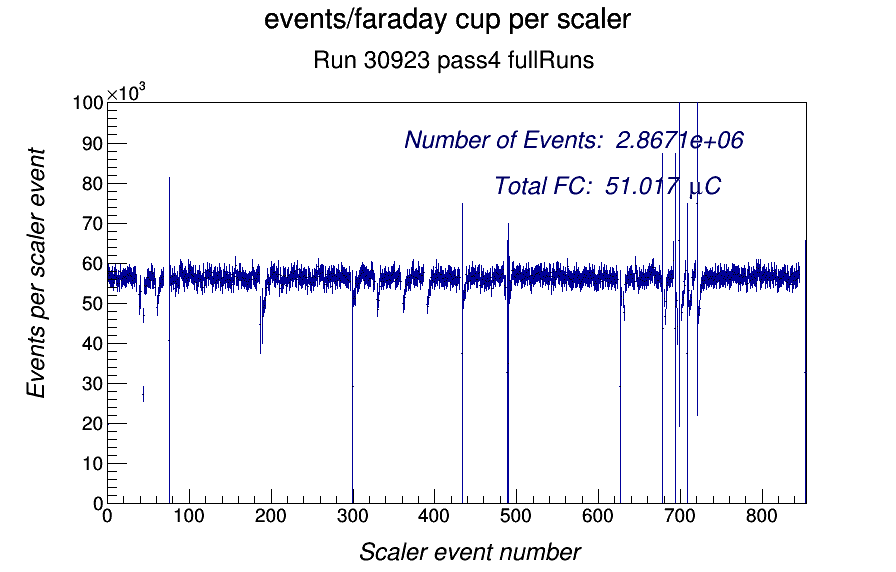 events/faraday cup per scaler
Run 30923 pass4 fullRuns
×10³
100
90
80
70
60
50
40
30
20
10
0
Number of Events: 2.8671e+06
Total FC: 51.017 μC
Events per scaler event
0 100 200 300 400 500 600 700 800
Scaler event number